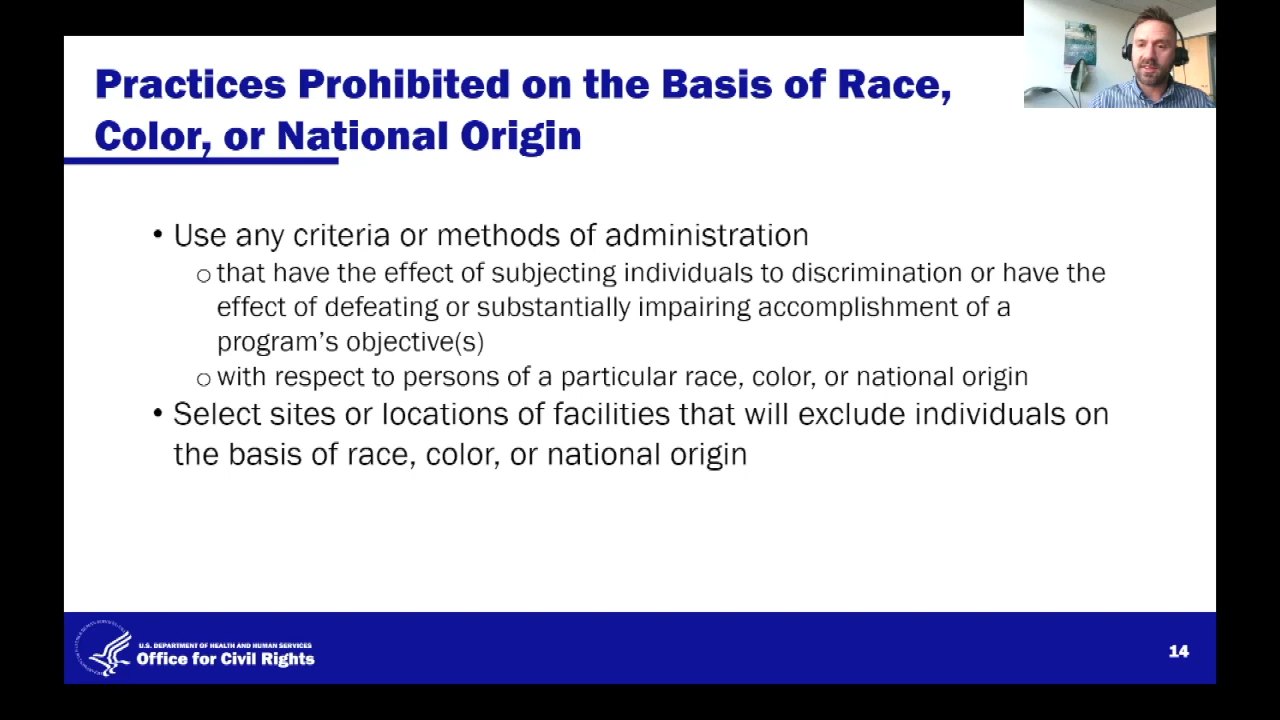 Practices Prohibited on the Basis of Race,
Color, or National Origin
• Use any criteria or methods of administration
o that have the effect of subjecting individuals to discrimination or have the
effect of defeating or substantially impairing accomplishment of a
program's objective(s)
o with respect to persons of a particular race, color, or national origin
• Select sites or locations of facilities that will exclude individuals on
the basis of race, color, or national origin
U.S. DEPARTMENT OF HEALTH AND HUMAN SERVICES
Office for Civil Rights
14